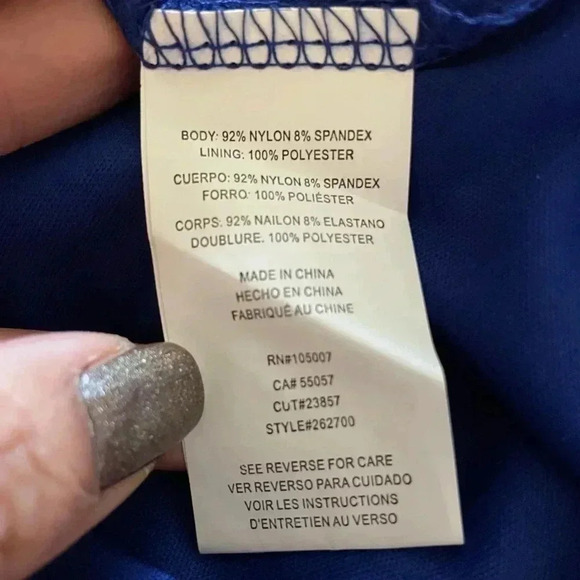 BODY: 92% NYLON 8% SPANDEX
LINING: 100% POLYESTER
CUERPO: 92% NYLON 8% SPANDEX
FORRO: 100% POLIÉSTER
CORPS: 92% NAILON 8% ELASTANO
DOUBLURE: 100% POLYESTER
MADE IN CHINA
HECHO EN CHINA
FABRIQUÉ AU CHINE
RN#105007
CA# 55057
CUT#23857
STYLE#262700
SEE REVERSE FOR CARE
VER REVERSO PARA CUIDADO
VOIR LES INSTRUCTIONS
D'ENTRETIEN AU VERSO